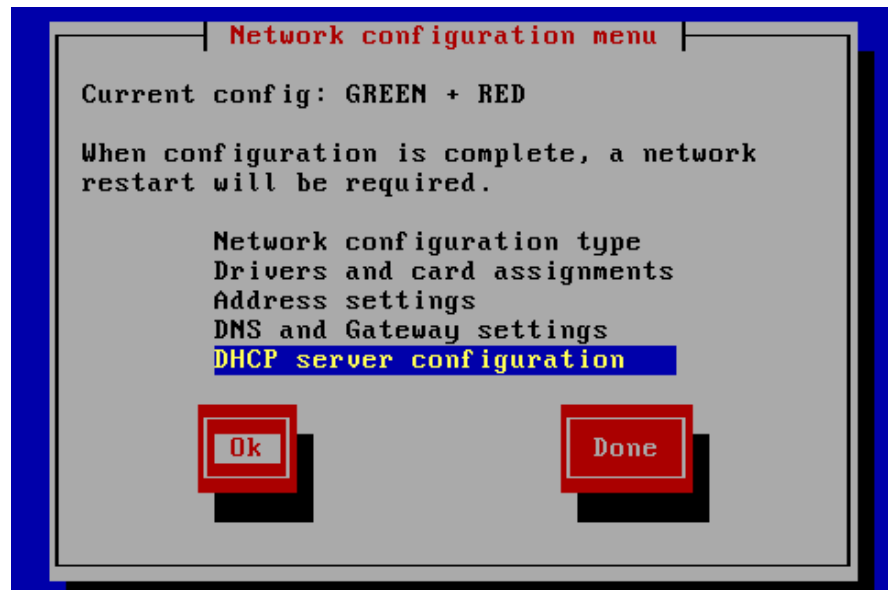 Network configuration menu
Current config: GREEN + RED
When configuration is complete, a network
restart will be required.
Network configuration type
Drivers and card assignments
Address settings
DNS and Gateway settings
DHCP server configuration
Ok
Done